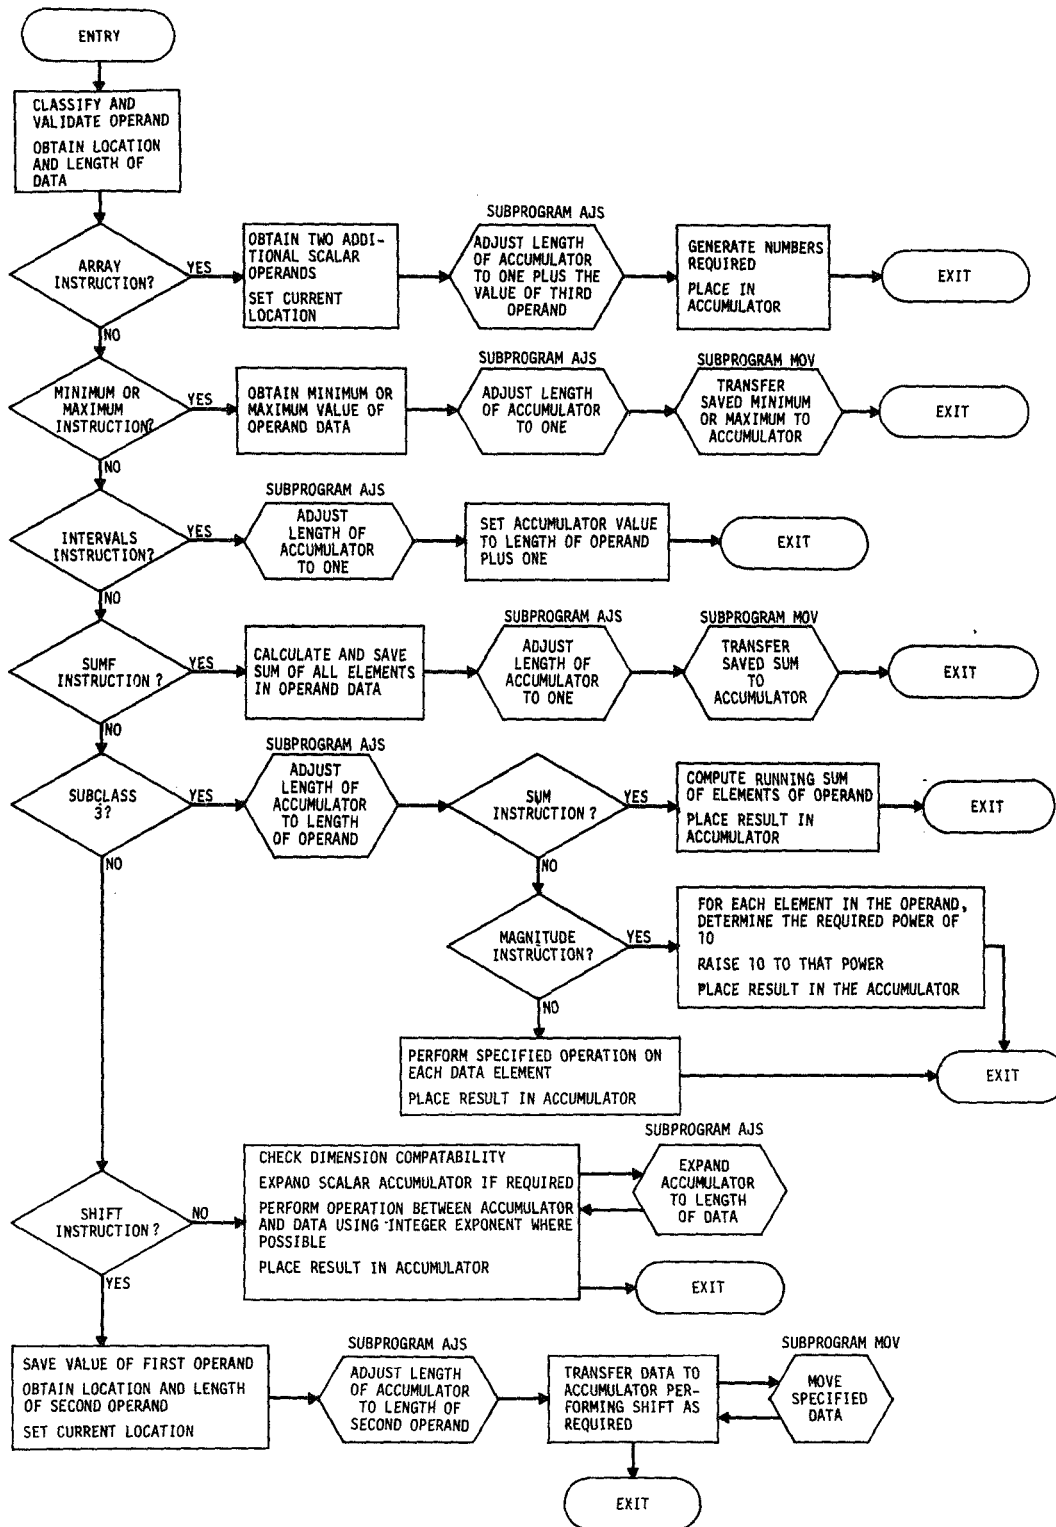 ENTRY
CLASSIFY AND
VALIDATE OPERAND
OBTAIN LOCATION
AND LENGTH OF
DATA
ARRAY
INSTRUCTION?
YES
NO
OBTAIN TWO ADDI-
TIONAL SCALAR
OPERANDS
SET CURRENT
LOCATION
SUBPROGRAM AJS
ADJUST LENGTH
OF ACCUMULATOR
TO ONE PLUS THE
VALUE OF THIRD
OPERAND
GENERATE NUMBERS
REQUIRED
PLACE IN
ACCUMULATOR
EXIT
MINIMUM OR
MAXIMUM
INSTRUCTION?
YES
NO
OBTAIN MINIMUM OR
MAXIMUM VALUE OF
OPERAND DATA
SUBPROGRAM AJS
ADJUST LENGTH
OF ACCUMULATOR
TO ONE
SUBPROGRAM MOV
TRANSFER
SAVED MINIMUM
OR MAXIMUM TO
ACCUMULATOR
EXIT
INTERVALS
INSTRUCTION?
YES
NO
SUBPROGRAM AJS
ADJUST
LENGTH OF
ACCUMULATOR
TO ONE
SET ACCUMULATOR VALUE
TO LENGTH OF OPERAND
PLUS ONE
EXIT
SUMF
INSTRUCTION ?
YES
NO
CALCULATE AND SAVE
SUM OF ALL ELEMENTS
IN OPERAND DATA
SUBPROGRAM AJS
ADJUST
LENGTH OF
ACCUMULATOR
TO ONE
SUBPROGRAM MOV
TRANSFER
SAVED SUM
TO
ACCUMULATOR
EXIT
SUBCLASS
3?
YES
NO
SUBPROGRAM AJS
ADJUST
LENGTH OF
ACCUMULATOR
TO LENGTH
OF OPERAND
SUM
INSTRUCTION ?
YES
NO
COMPUTE RUNNING SUM
OF ELEMENTS OF OPERAND
PLACE RESULT IN
ACCUMULATOR
EXIT
MAGNITUDE
INSTRUCTION?
YES
NO
FOR EACH ELEMENT IN THE OPERAND,
DETERMINE THE REQUIRED POWER OF
10
RAISE 10 TO THAT POWER
PLACE RESULT IN THE ACCUMULATOR
PERFORM SPECIFIED OPERATION ON
EACH DATA ELEMENT
PLACE RESULT IN ACCUMULATOR
EXIT
SHIFT
INSTRUCTION ?
NO
YES
CHECK DIMENSION COMPATABILITY
EXPAND SCALAR ACCUMULATOR IF REQUIRED
PERFORM OPERATION BETWEEN ACCUMULATOR
AND DATA USING INTEGER EXPONENT WHERE
POSSIBLE
PLACE RESULT IN ACCUMULATOR
SUBPROGRAM AJS
EXPAND
ACCUMULATOR
TO LENGTH
OF DATA
EXIT
SAVE VALUE OF FIRST OPERAND
OBTAIN LOCATION AND LENGTH
OF SECOND OPERAND
SET CURRENT LOCATION
SUBPROGRAM AJS
ADJUST LENGTH
OF ACCUMULATOR
TO LENGTH OF
SECOND OPERAND
TRANSFER DATA TO
ACCUMULATOR PER-
FORMING SHIFT AS
REQUIRED
SUBPROGRAM MOV
MOVE
SPECIFIED
DATA
EXIT